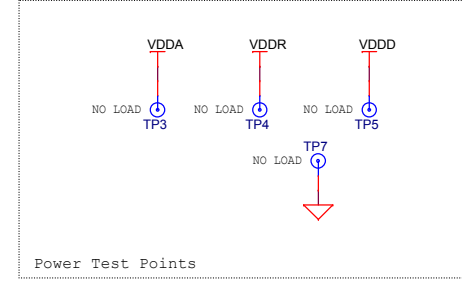 VDDA VDDR VDDD
NO LOAD NO LOAD NO LOAD
TP3 TP4 TP5
TP7
NO LOAD
Power Test Points